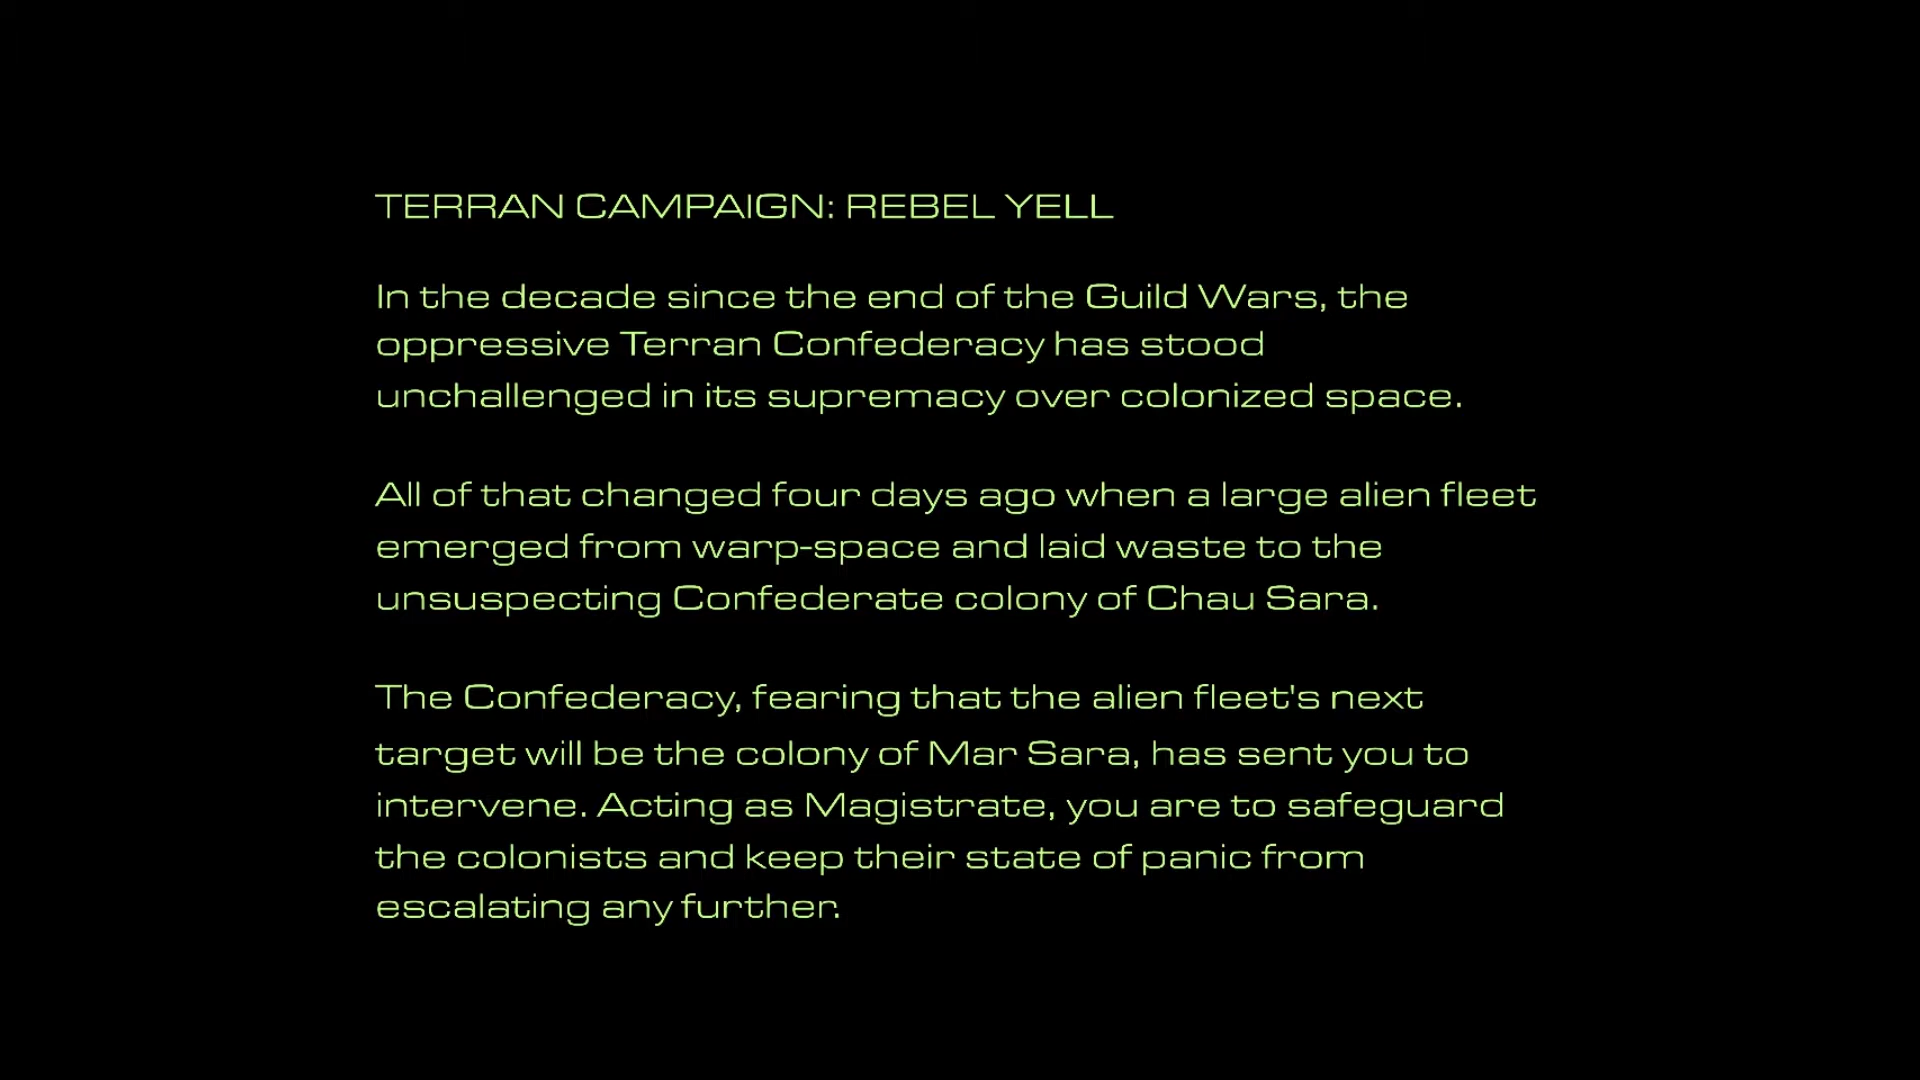 TERRAN CAMPAIGN: REBEL YELL
In the decade since the end of the Guild Wars, the
oppressive Terran Confederacy has stood
unchallenged in its supremacy over colonized space.
All of that changed four days ago when a large alien fleet
emerged from warp-space and laid waste to the
unsuspecting Confederate colony of Chau Sara.
The Confederacy, fearing that the alien fleet's next
target will be the colony of Mar Sara, has sent you to
intervene. Acting as Magistrate, you are to safeguard
the colonists and keep their state of panic from
escalating any further.